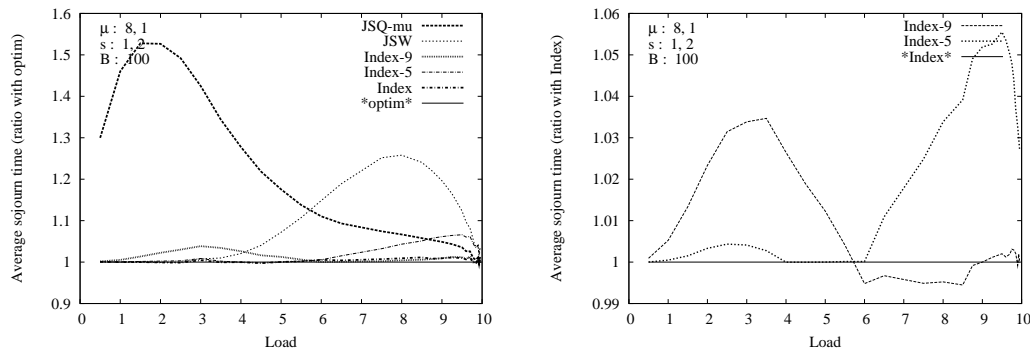 Average sojourn time (ratio with optim)
1.6
1.5
1.4
1.3
1.2
1.1
1
0.9
μ : 8, 1
s : 1, 2
B : 100
JSQ-mu
JSW
Index-9
Index-5
Index
*optim*
0 1 2 3 4 5 6 7 8 9 10
Load
Average sojourn time (ratio with Index)
1.06
1.05
1.04
1.03
1.02
1.01
1
0.99
μ : 8, 1
s : 1, 2
B : 100
Index-9
Index-5
*Index*
0 1 2 3 4 5 6 7 8 9 10
Load